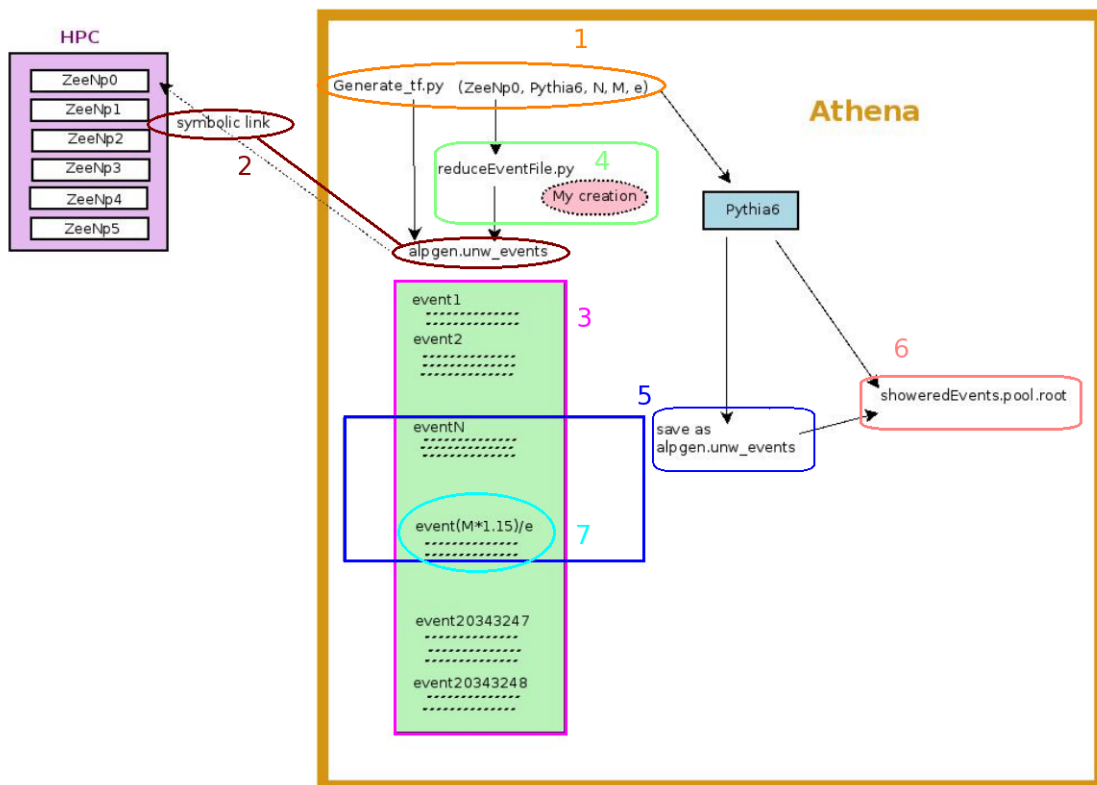 HPC
ZeeNp0
ZeeNp1
ZeeNp2
ZeeNp3
ZeeNp4
ZeeNp5
symbolic link
2
1
Generate_tf.py (ZeeNp0, Pythia6, N, M, e)
Athena
4
reduceEventFile.py
My creation
Pythia6
alpgen.unw_events
3
event1
event2
eventN
event(M*1.15)/e
7
event20343247
event20343248
5
save as
alpgen.unw_events
6
showeredEvents.pool.root